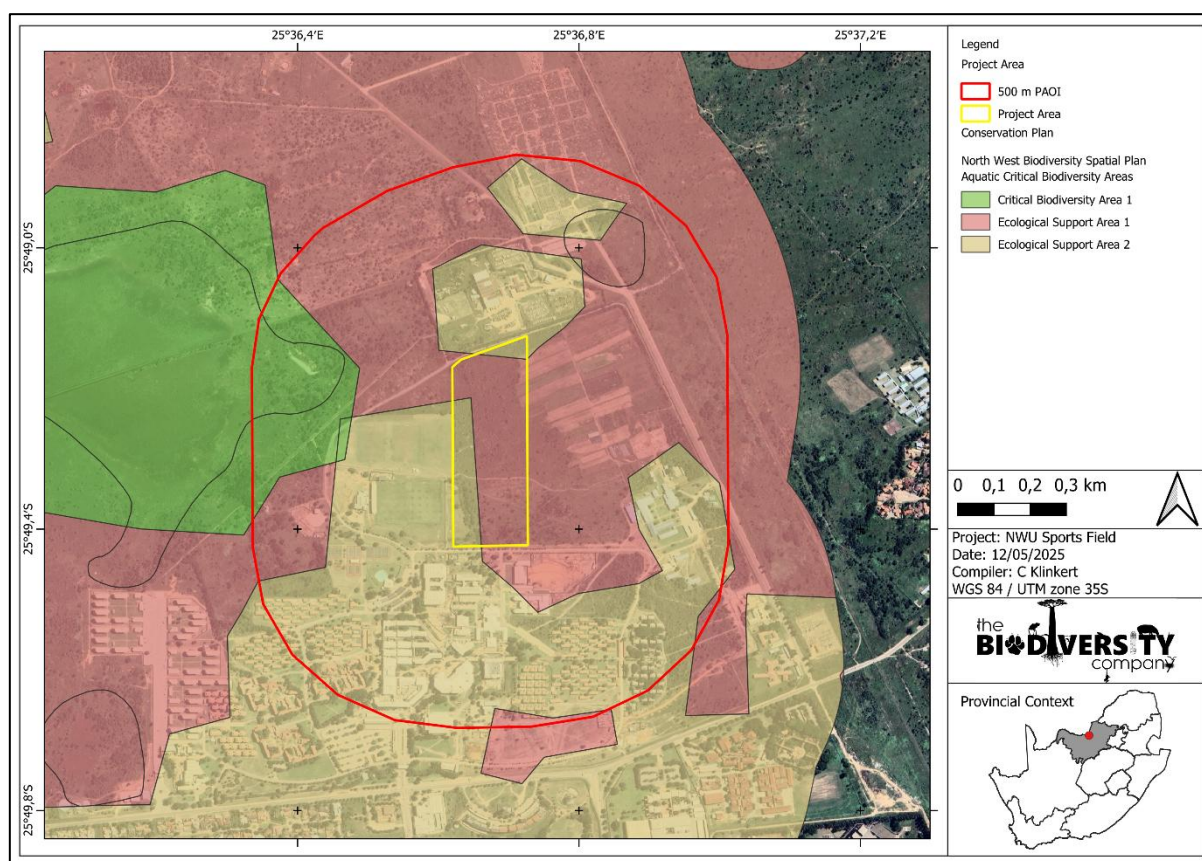 25°36,4'E
25°36,8'E
25°37,2'E
25°49,0'S
25°49,4'S
25°49,8'S
Legend
Project Area
500 m PAOI
Project Area
Conservation Plan
North West Biodiversity Spatial Plan
Aquatic Critical Biodiversity Areas
Critical Biodiversity Area 1
Ecological Support Area 1
Ecological Support Area 2
0 0,1 0,2 0,3 km
Project: NWU Sports Field
Date: 12/05/2025
Compiler: C Klinkert
WGS 84 / UTM zone 35S
the
BIODIVERSITY
company
Provincial Context